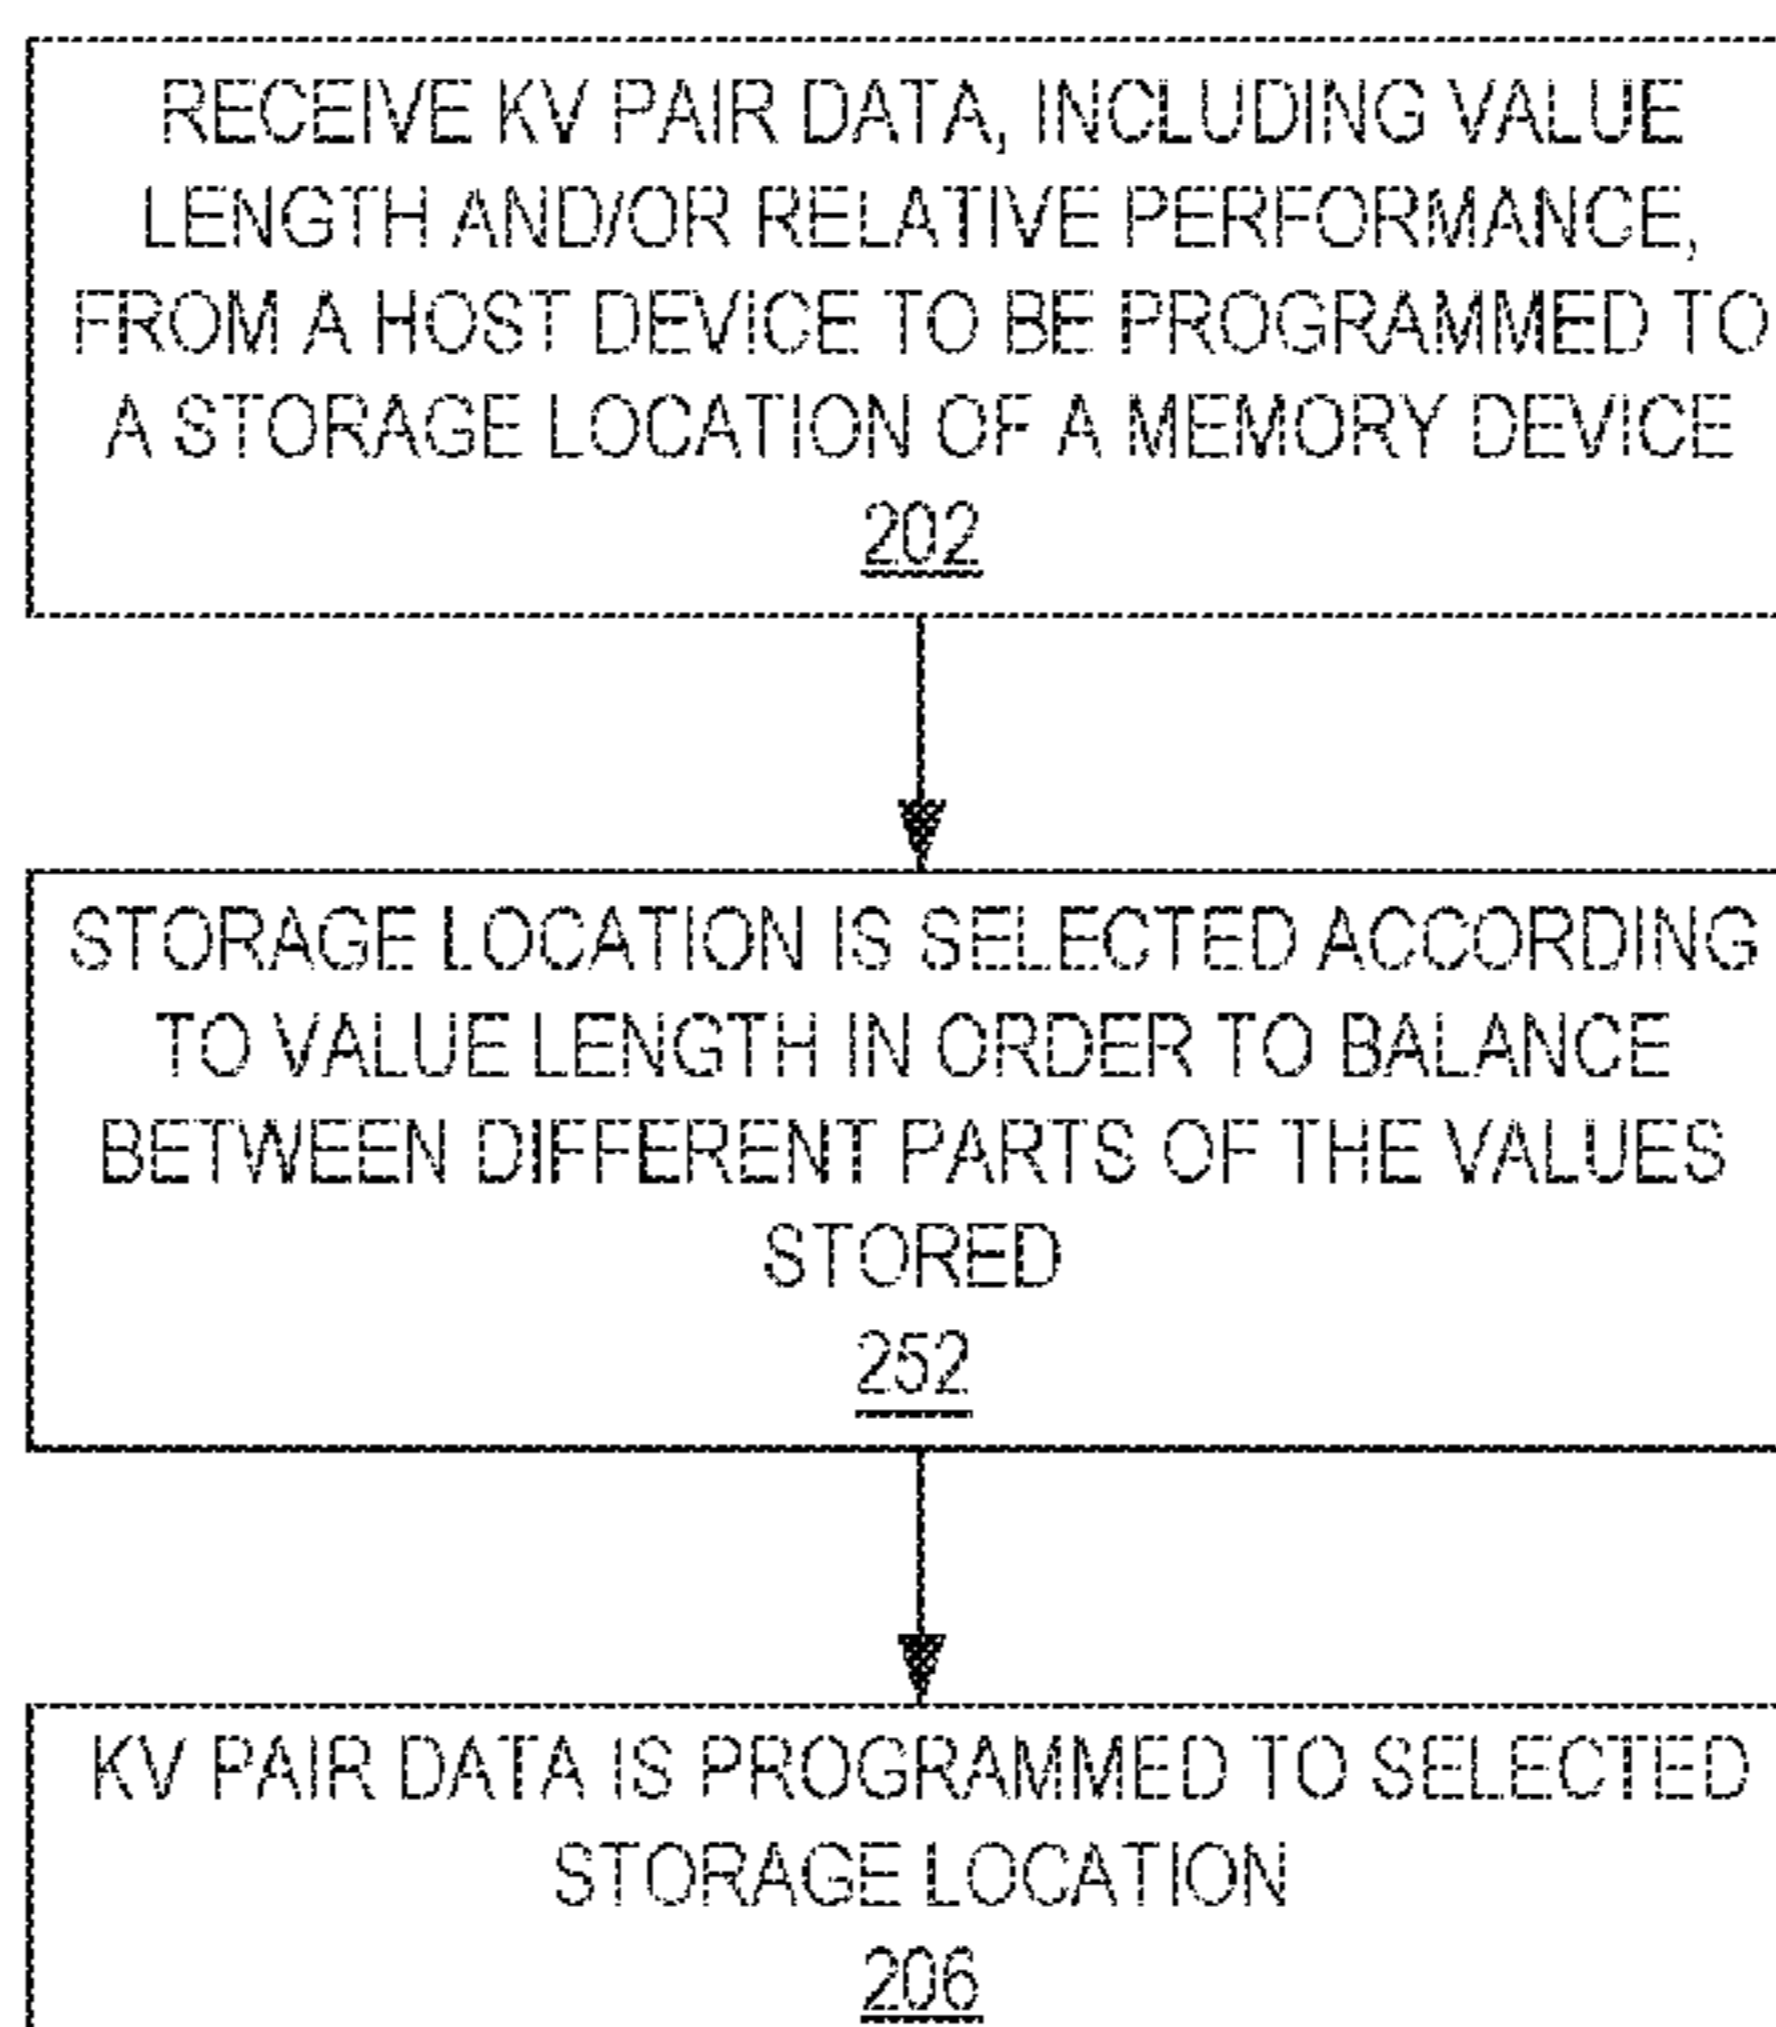 RECEIVE KV PAIR DATA, INCLUDING VALUE
LENGTH AND/OR RELATIVE PERFORMANCE,
FROM A HOST DEVICE TO BE PROGRAMMED TO
A STORAGE LOCATION OF A MEMORY DEVICE
202
STORAGE LOCATION IS SELECTED ACCORDING
TO VALUE LENGTH IN ORDER TO BALANCE
BETWEEN DIFFERENT PARTS OF THE VALUES
STORED
252
KV PAIR DATA IS PROGRAMMED TO SELECTED
STORAGE LOCATION
206